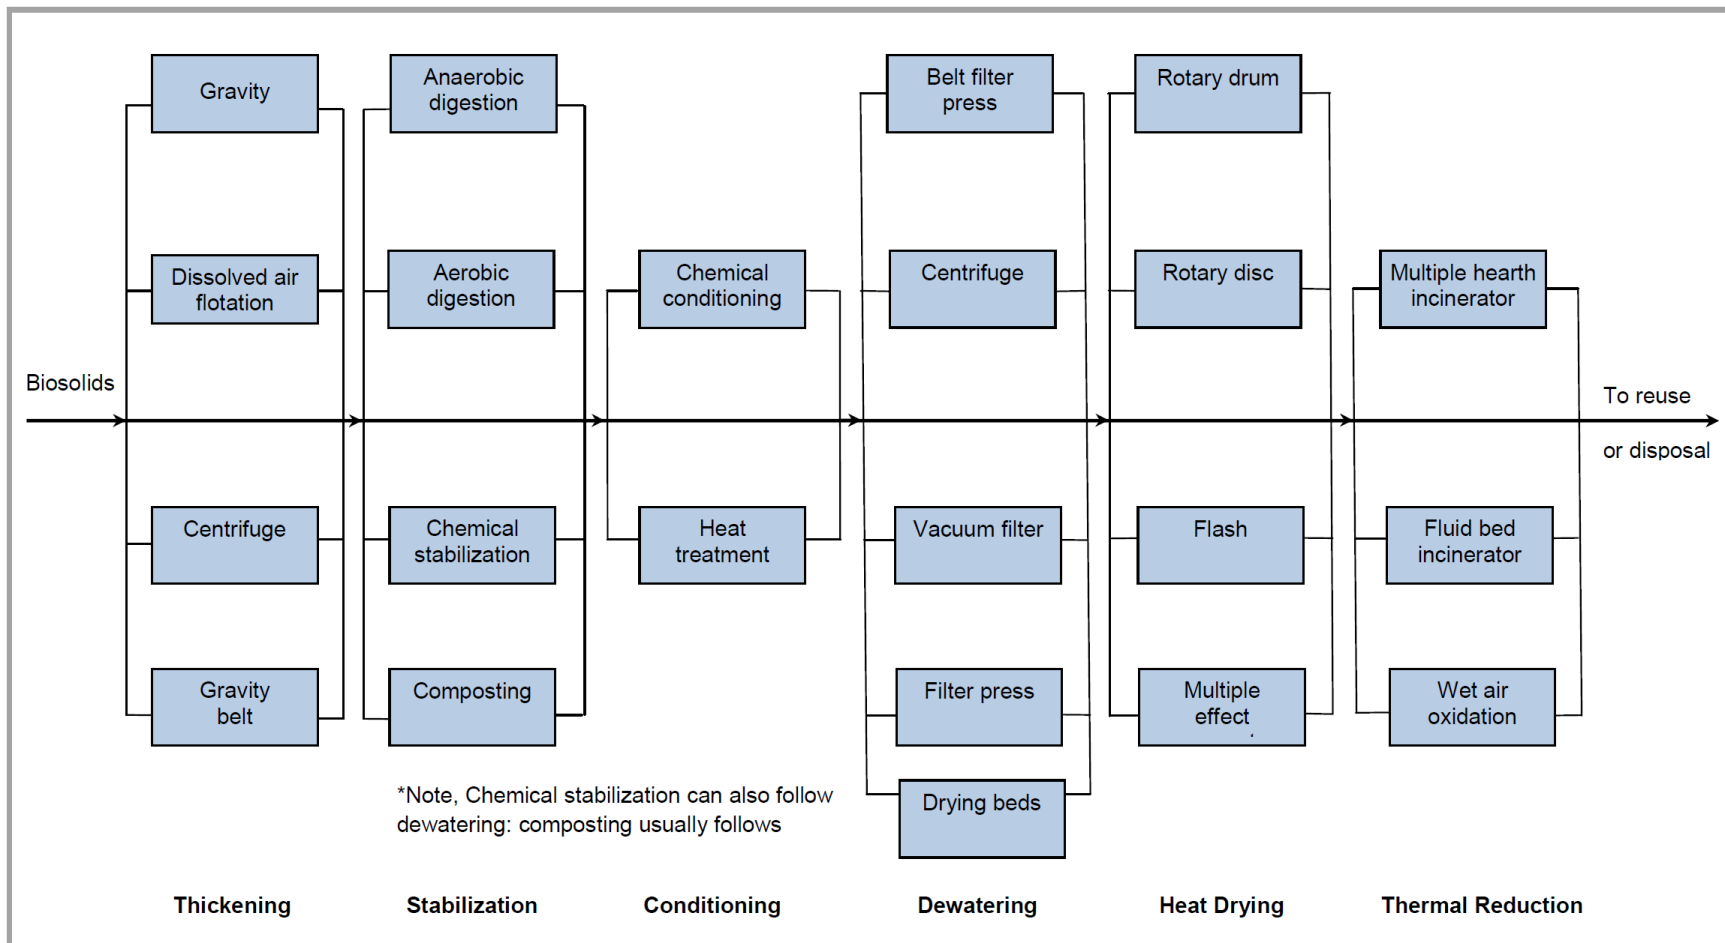 Gravity
Dissolved air
flotation
Biosolids
Centrifuge
Gravity
belt
Thickening
Anaerobic
digestion
Aerobic
digestion
Chemical
stabilization
Composting
*Note, Chemical stabilization can also follow
dewatering: composting usually follows
Stabilization
Chemical
conditioning
Heat
treatment
Conditioning
Belt filter
press
Centrifuge
Vacuum filter
Filter press
Drying beds
Dewatering
Rotary drum
Rotary disc
Flash
Multiple
effect
Heat Drying
Multiple hearth
incinerator
Fluid bed
incinerator
Wet air
oxidation
Thermal Reduction
To reuse
or disposal